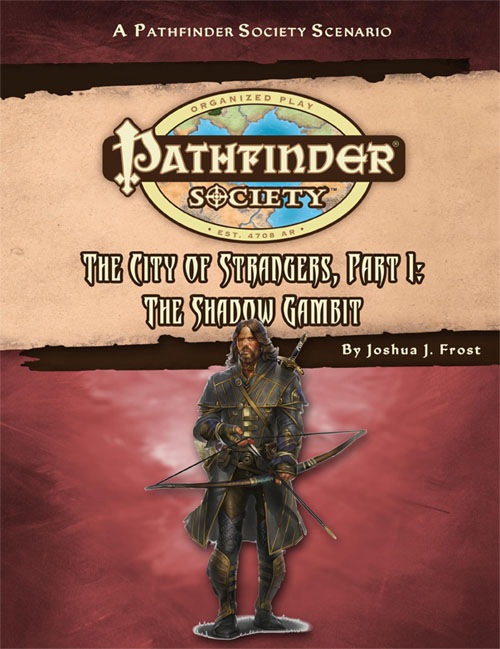 A Pathfinder Society Scenario
ORGANIZED PLAY
PATHFINDER®
SOCIETY™
• EST. 4708 AR •
The City of Strangers, Part I:
The Shadow Gambit
By Joshua J. Frost